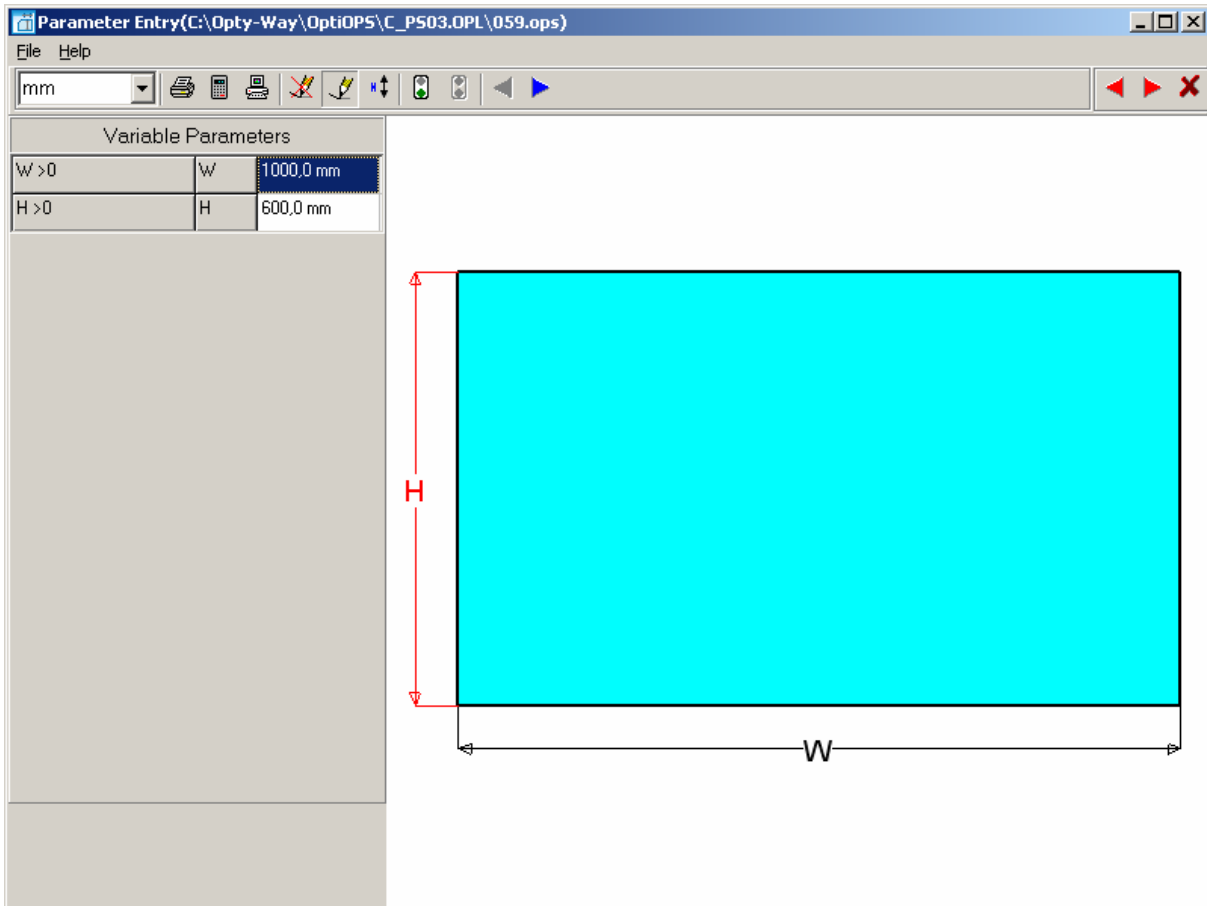 Parameter Entry(C:\Opty-Way\OptiOPS\C_PS03.OPL\059.ops)
File Help
mm
Variable Parameters
W >0 W 1000,0 mm
H >0 H 600,0 mm
H
W